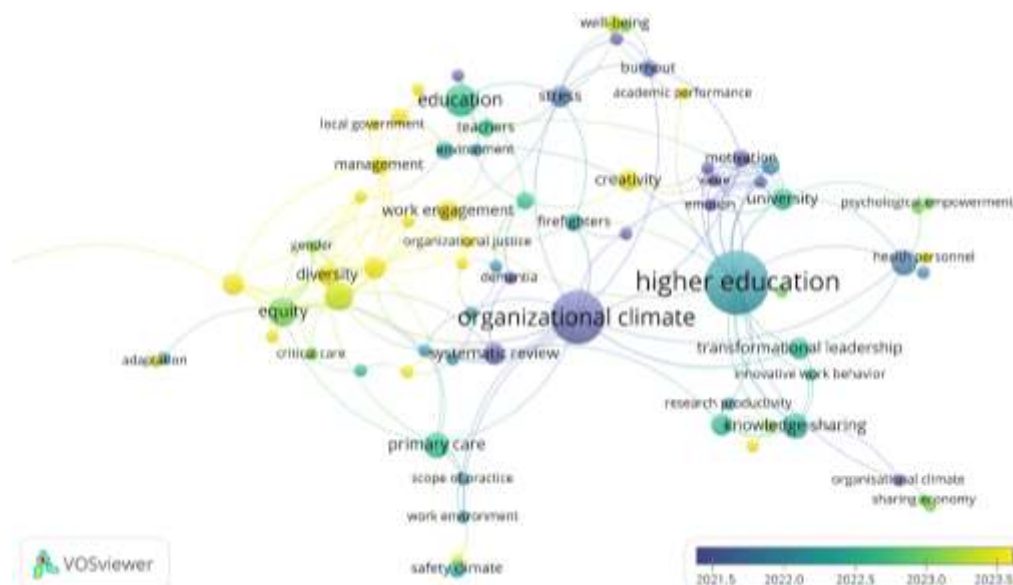 well-being
burnout
academic performance
stress
education
teachers
local government
environment
management
motivation
creativity
emotion
university
psychological empowerment
work engagement
firefighters
organizational justice
gender
health personnel
diversity
dementia
higher education
equity
organizational climate
transformational leadership
systematic review
critical care
adaptation
innovative work behavior
research productivity
knowledge sharing
primary care
scope of practice
organisational climate
sharing economy
work environment
safety climate
VOSviewer
2021.5 2022.0 2022.5 2023.0 2023.5